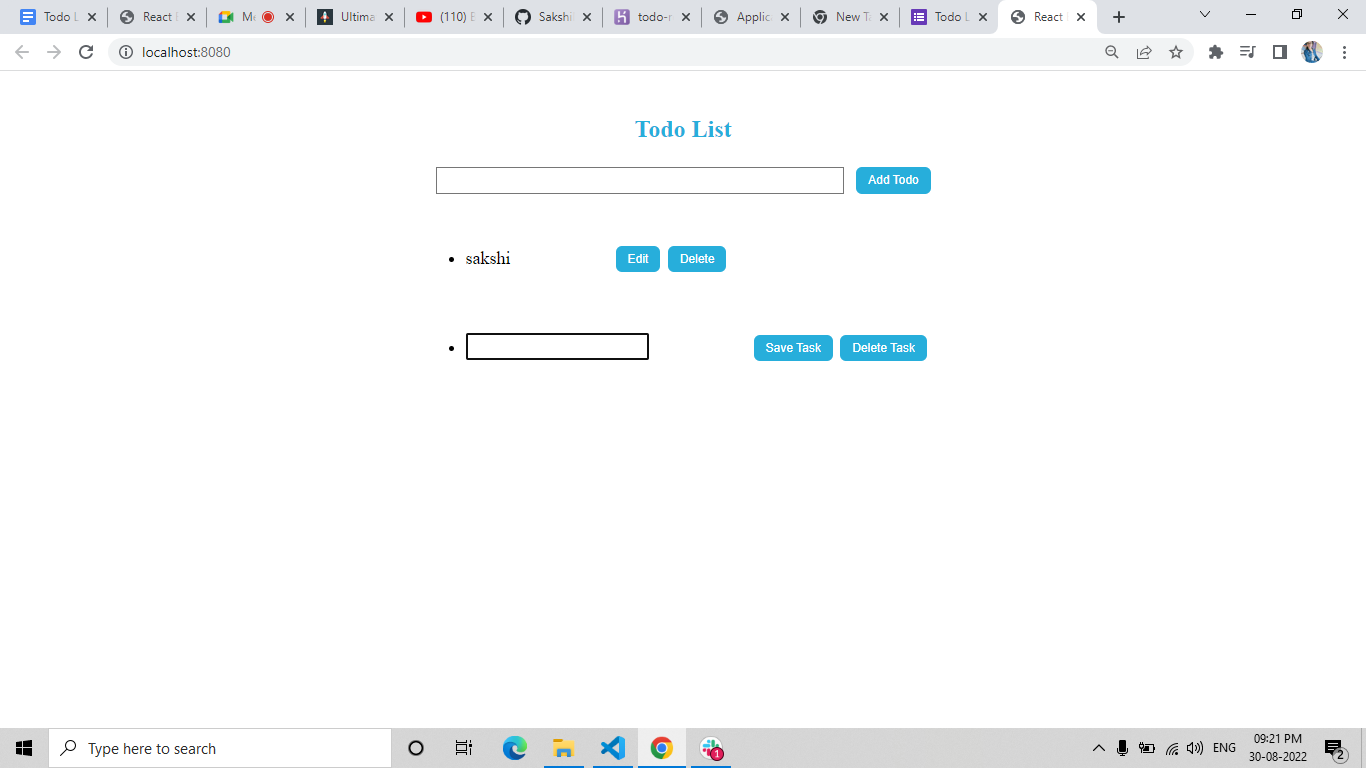 Todo L
React
M
Ultima
(110) E
Sakshi
todo-r
Applic
New Ta
Todo L
React
localhost:8080
Todo List
Add Todo
sakshi Edit Delete
Save Task Delete Task
Type here to search
1
ENG
09:21 PM
30-08-2022
2